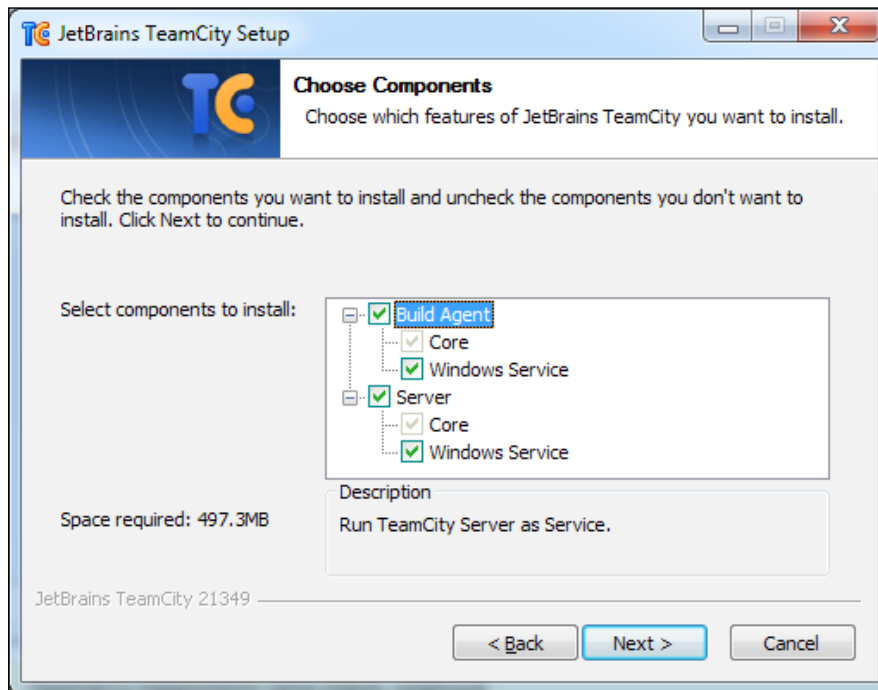 JetBrains TeamCity Setup
TC
Choose Components
Choose which features of JetBrains TeamCity you want to install.
Check the components you want to install and uncheck the components you don't want to
install. Click Next to continue.
Select components to install:
Build Agent
Core
Windows Service
Server
Core
Windows Service
Space required: 497.3MB
Description
Run TeamCity Server as Service.
JetBrains TeamCity 21349
< Back
Next >
Cancel